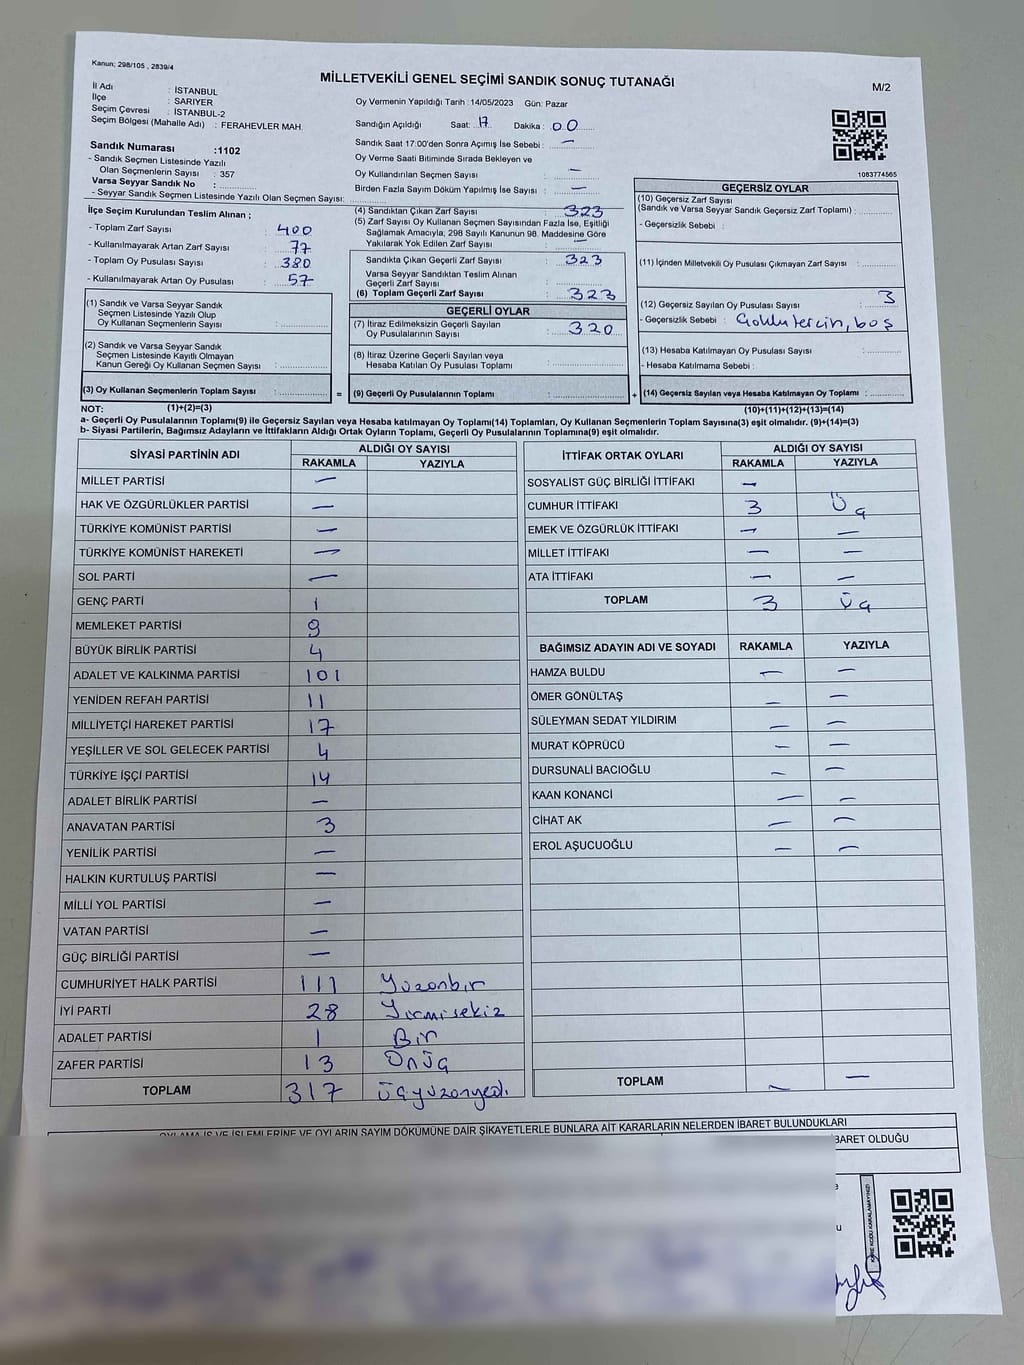 Kanun; 298/105 , 2839/4
MİLLETVEKİLİ GENEL SEÇİMİ SANDIK SONUÇ TUTANAĞI
M/2
İl Adı : İSTANBUL
İlçe : SARIYER
Seçim Çevresi : İSTANBUL-2
Seçim Bölgesi (Mahalle Adı) : FERAHEVLER MAH.
Oy Vermenin Yapıldığı Tarih :14/05/2023 Gün: Pazar
Sandığın Açıldığı Saat: 17 Dakika : 00
Sandık Saat 17:00'den Sonra Açımış İse Sebebi : —
Oy Verme Saati Bitiminde Sırada Bekleyen ve
Oy Kullandırılan Seçmen Sayısı —
Birden Fazla Sayım Döküm Yapılmış İse Sayısı : —
1083774565
Sandık Numarası :1102
- Sandık Seçmen Listesinde Yazılı
Olan Seçmenlerin Sayısı : 357
Varsa Seyyar Sandık No :
- Seyyar Sandık Seçmen Listesinde Yazılı Olan Seçmen Sayısı:
İlçe Seçim Kurulundan Teslim Alınan ;
- Toplam Zarf Sayısı : 400
- Kullanılmayarak Artan Zarf Sayısı : 77
- Toplam Oy Pusulası Sayısı : 380
- Kullanılmayarak Artan Oy Pusulası : 57
(4) Sandıktan Çıkan Zarf Sayısı : 323
(5) Zarf Sayısı Oy Kullanan Seçmen Sayısından Fazla İse, Eşitliği
Sağlamak Amacıyla; 298 Sayılı Kanunun 98. Maddesine Göre
Yakılarak Yok Edilen Zarf Sayısı : —
Sandıkta Çıkan Geçerli Zarf Sayısı : 323
Varsa Seyyar Sandıktan Teslim Alınan
Geçerli Zarf Sayısı :
(6) Toplam Geçerli Zarf Sayısı : 323
GEÇERSİZ OYLAR
(10) Geçersiz Zarf Sayısı
(Sandık ve Varsa Seyyar Sandık Geçersiz Zarf Toplamı) :
- Geçersizlik Sebebi :
(11) İçinden Milletvekili Oy Pusulası Çıkmayan Zarf Sayısı :
(12) Geçersiz Sayılan Oy Pusulası Sayısı : 3
- Geçersizlik Sebebi : Çoklu tercin, boş
(13) Hesaba Katılmayan Oy Pusulası Sayısı :
- Hesaba Katılmama Sebebi :
(14) Geçersiz Sayılan veya Hesaba Katılmayan Oy Toplamı :
(1) Sandık ve Varsa Seyyar Sandık
Seçmen Listesinde Yazılı Olup
Oy Kullanan Seçmenlerin Sayısı :
(2) Sandık ve Varsa Seyyar Sandık
Seçmen Listesinde Kayıtlı Olmayan
Kanun Gereği Oy Kullanan Seçmen Sayısı :
(3) Oy Kullanan Seçmenlerin Toplam Sayısı :
=
GEÇERLİ OYLAR
(7) İtiraz Edilmeksizin Geçerli Sayılan
Oy Pusulalarının Sayısı : 320
(8) İtiraz Üzerine Geçerli Sayılan veya
Hesaba Katılan Oy Pusulası Toplamı :
(9) Geçerli Oy Pusulalarının Toplamı :
+
NOT: (1)+(2)=(3) (10)+(11)+(12)+(13)=(14)
a- Geçerli Oy Pusulalarının Toplamı(9) ile Geçersiz Sayılan veya Hesaba katılmayan Oy Toplamı(14) Toplamları, Oy Kullanan Seçmenlerin Toplam Sayısına(3) eşit olmalıdır. (9)+(14)=(3)
b- Siyasi Partilerin, Bağımsız Adayların ve İttifakların Aldığı Ortak Oyların Toplamı, Geçerli Oy Pusulalarının Toplamına(9) eşit olmalıdır.
SİYASİ PARTİNİN ADI ALDIĞI OY SAYISI
RAKAMLA YAZIYLA
MİLLET PARTİSİ —
HAK VE ÖZGÜRLÜKLER PARTİSİ —
TÜRKİYE KOMÜNİST PARTİSİ —
TÜRKİYE KOMÜNİST HAREKETİ —
SOL PARTİ —
GENÇ PARTİ 1
MEMLEKET PARTİSİ 9
BÜYÜK BİRLİK PARTİSİ 4
ADALET VE KALKINMA PARTİSİ 101
YENİDEN REFAH PARTİSİ 11
MİLLİYETÇİ HAREKET PARTİSİ 17
YEŞİLLER VE SOL GELECEK PARTİSİ 4
TÜRKİYE İŞÇİ PARTİSİ 14
ADALET BİRLİK PARTİSİ —
ANAVATAN PARTİSİ 3
YENİLİK PARTİSİ —
HALKIN KURTULUŞ PARTİSİ —
MİLLİ YOL PARTİSİ —
VATAN PARTİSİ —
GÜÇ BİRLİĞİ PARTİSİ —
CUMHURİYET HALK PARTİSİ 111 Yüzonbir
İYİ PARTİ 28 Yirmisekiz
ADALET PARTİSİ 1 Bir
ZAFER PARTİSİ 13 Onüç
TOPLAM 317 üçyüzonyedi
İTTİFAK ORTAK OYLARI ALDIĞI OY SAYISI
RAKAMLA YAZIYLA
SOSYALİST GÜÇ BİRLİĞİ İTTİFAKI —
CUMHUR İTTİFAKI 3 Üç
EMEK VE ÖZGÜRLÜK İTTİFAKI — —
MİLLET İTTİFAKI — —
ATA İTTİFAKI — —
TOPLAM 3 Üç
BAĞIMSIZ ADAYIN ADI VE SOYADI RAKAMLA YAZIYLA
HAMZA BULDU — —
ÖMER GÖNÜLTAŞ — —
SÜLEYMAN SEDAT YILDIRIM — —
MURAT KÖPRÜCÜ — —
DURSUNALİ BACIOĞLU — —
KAAN KONANCİ — —
CİHAT AK — —
EROL AŞUCUOĞLU — —
TOPLAM — —
OYLAMA İŞ VE İŞLEMLERİNE VE OYLARIN SAYIM DÖKÜMÜNE DAİR ŞİKAYETLERLE BUNLARA AİT KARARLARIN NELERDEN İBARET BULUNDUKLARI
BARET OLDUĞU